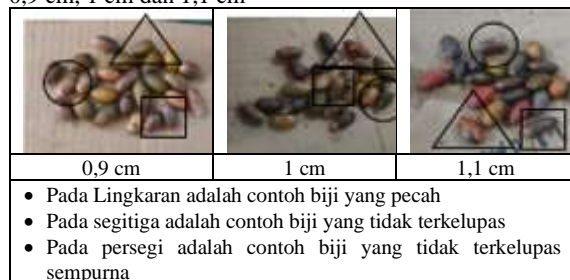 0,9 cm, 1 cm dan 1,1 cm
0,9 cm 1 cm 1,1 cm
• Pada Lingkaran adalah contoh biji yang pecah
• Pada segitiga adalah contoh biji yang tidak terkelupas
• Pada persegi adalah contoh biji yang tidak terkelupas
sempurna